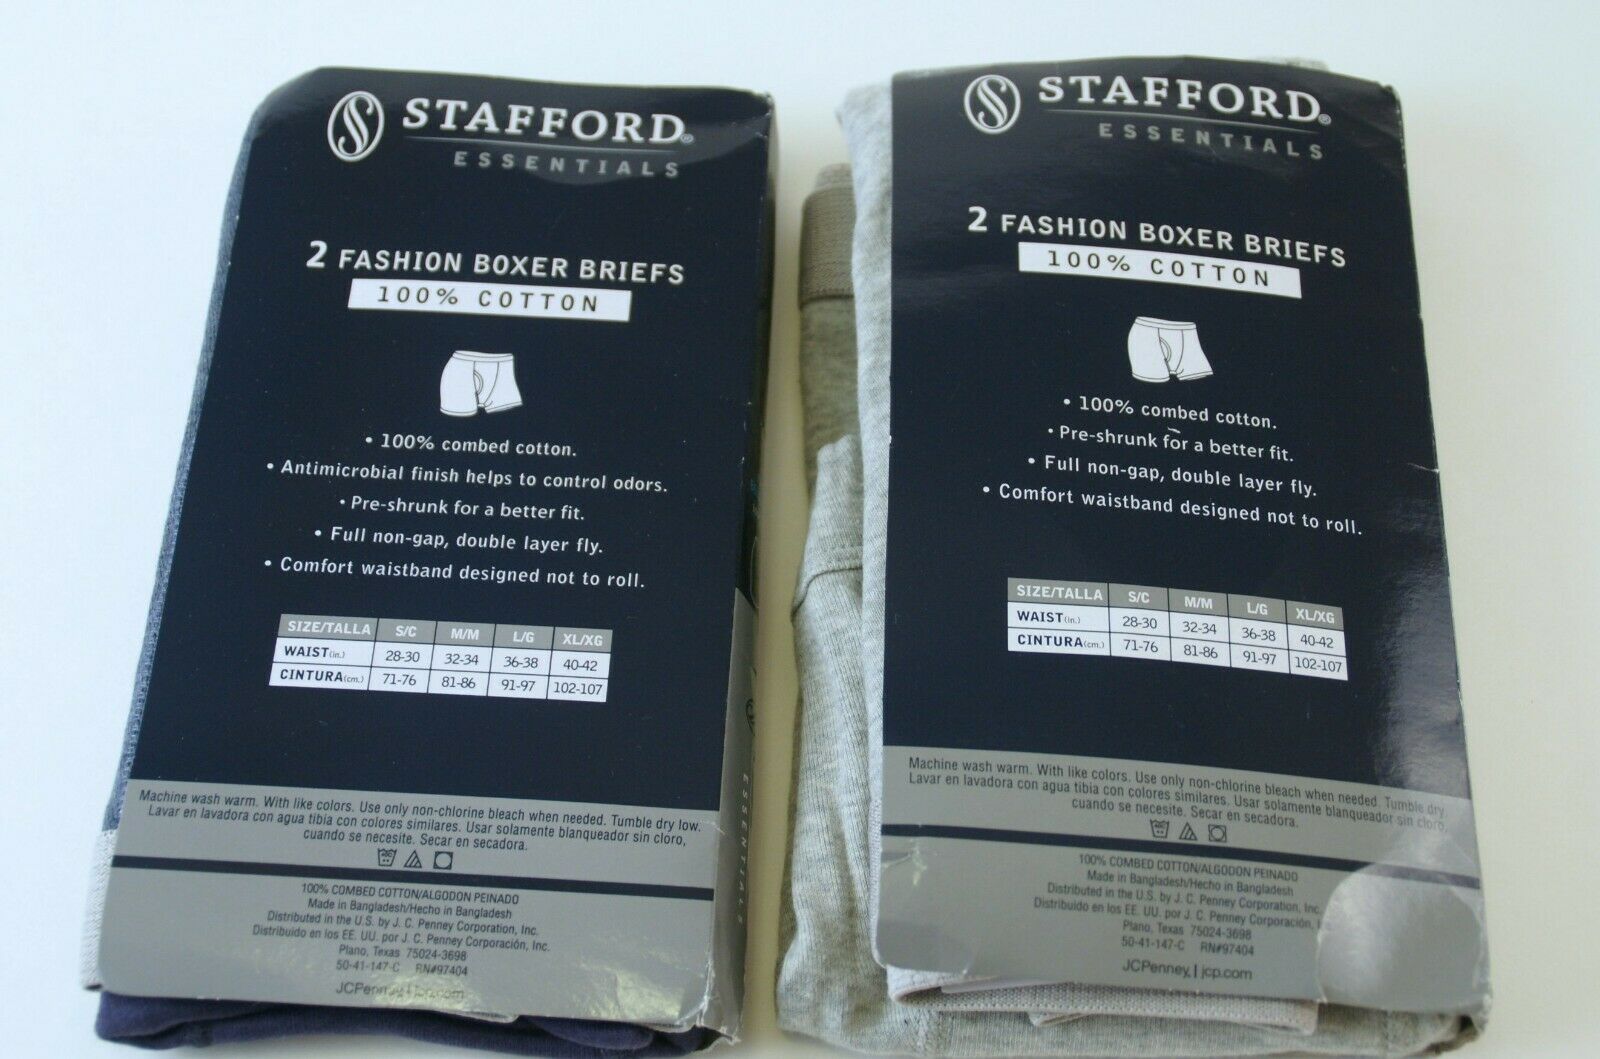 STAFFORD®
ESSENTIALS
2 FASHION BOXER BRIEFS
100% COTTON
• 100% combed cotton.
• Antimicrobial finish helps to control odors.
• Pre-shrunk for a better fit.
• Full non-gap, double layer fly.
• Comfort waistband designed not to roll.
SIZE/TALLA S/C M/M L/G XL/XG
WAIST(in.) 28-30 32-34 36-38 40-42
CINTURA(cm.) 71-76 81-86 91-97 102-107
Machine wash warm. With like colors. Use only non-chlorine bleach when needed. Tumble dry low.
Lavar en lavadora con agua tibia con colores similares. Usar solamente blanqueador sin cloro,
cuando se necesite. Secar en secadora.
100% COMBED COTTON/ALGODON PEINADO
Made in Bangladesh/Hecho in Bangladesh
Distributed in the U.S. by J. C. Penney Corporation, Inc.
Distribuido en los EE. UU. por J. C. Penney Corporación, Inc.
Plano, Texas 75024-3698
50-41-147-C RN#97404
JCPenney | jcp.com
ESSENTIALS
STAFFORD®
ESSENTIALS
2 FASHION BOXER BRIEFS
100% COTTON
• 100% combed cotton.
• Pre-shrunk for a better fit.
• Full non-gap, double layer fly.
• Comfort waistband designed not to roll.
SIZE/TALLA S/C M/M L/G XL/XG
WAIST(in.) 28-30 32-34 36-38 40-42
CINTURA(cm.) 71-76 81-86 91-97 102-107
Machine wash warm. With like colors. Use only non-chlorine bleach when needed. Tumble dry
Lavar en lavadora con agua tibia con colores similares. Usar solamente blanqueador sin cloro,
cuando se necesite. Secar en secadora.
100% COMBED COTTON/ALGODON PEINADO
Made in Bangladesh/Hecho in Bangladesh
Distributed in the U.S. by J. C. Penney Corporation, Inc.
Distribuido en los EE. UU. por J. C. Penney Corporación,
Plano, Texas 75024-3698
50-41-147-C RN#97404
JCPenney | jcp.com